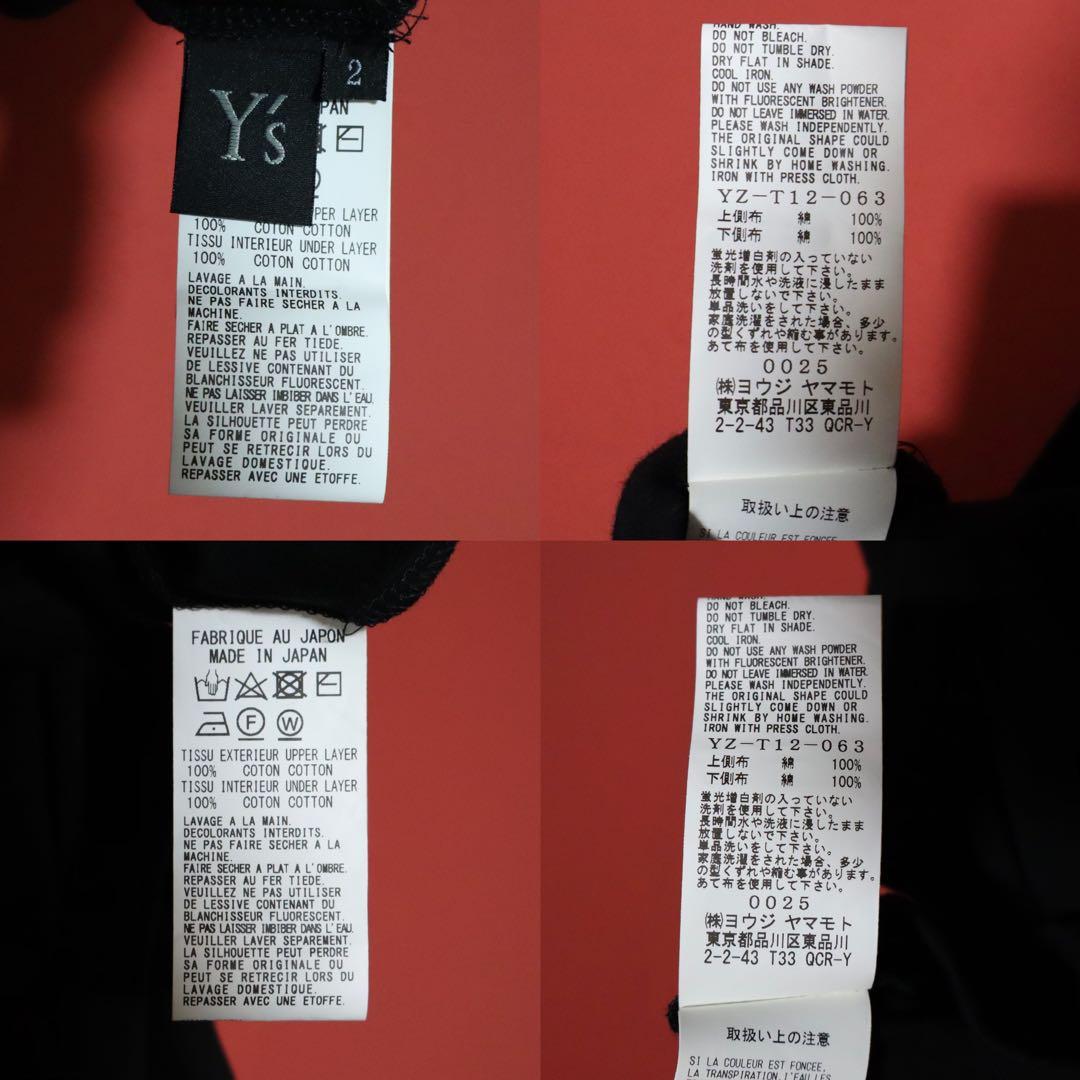 Y's
2
PAN
PER LAYER
100% COTON COTTON
TISSU INTERIEUR UNDER LAYER
100% COTON COTTON
LAVAGE A LA MAIN.
DECOLORANTS INTERDITS.
NE PAS FAIRE SECHER A LA
MACHINE.
FAIRE SECHER A PLAT A L'OMBRE.
REPASSER AU FER TIEDE.
VEUILLEZ NE PAS UTILISER
DE LESSIVE CONTENANT DU
BLANCHISSEUR FLUORESCENT.
NE PAS LAISSER IMBIBER DANS L'EAU.
VEUILLER LAVER SEPAREMENT.
LA SILHOUETTE PEUT PERDRE
SA FORME ORIGINALE OU
PEUT SE RETRECIR LORS DU
LAVAGE DOMESTIQUE.
REPASSER AVEC UNE ETOFFE.
HAND WASH.
DO NOT BLEACH.
DO NOT TUMBLE DRY.
DRY FLAT IN SHADE.
COOL IRON.
DO NOT USE ANY WASH POWDER
WITH FLUORESCENT BRIGHTENER.
DO NOT LEAVE IMMERSED IN WATER.
PLEASE WASH INDEPENDENTLY.
THE ORIGINAL SHAPE COULD
SLIGHTLY COME DOWN OR
SHRINK BY HOME WASHING.
IRON WITH PRESS CLOTH.
YZ-T12-063
上側布 綿 100%
下側布 綿 100%
蛍光増白剤の入っていない
洗剤を使用して下さい。
長時間水や洗液に浸したまま
放置しないで下さい。
単品洗いをして下さい。
家庭洗濯をされた場合、多少
の型くずれや縮む事があります。
あて布を使用して下さい。
0025
㈱ヨウジ ヤマモト
東京都品川区東品川
2-2-43 T33 QCR-Y
取扱い上の注意
SI LA COULEUR EST FONCEE,
FABRIQUE AU JAPON
MADE IN JAPAN
F W
TISSU EXTERIEUR UPPER LAYER
100% COTON COTTON
TISSU INTERIEUR UNDER LAYER
100% COTON COTTON
LAVAGE A LA MAIN.
DECOLORANTS INTERDITS.
NE PAS FAIRE SECHER A LA
MACHINE.
FAIRE SECHER A PLAT A L'OMBRE.
REPASSER AU FER TIEDE.
VEUILLEZ NE PAS UTILISER
DE LESSIVE CONTENANT DU
BLANCHISSEUR FLUORESCENT.
NE PAS LAISSER IMBIBER DANS L'EAU.
VEUILLER LAVER SEPAREMENT.
LA SILHOUETTE PEUT PERDRE
SA FORME ORIGINALE OU
PEUT SE RETRECIR LORS DU
LAVAGE DOMESTIQUE.
REPASSER AVEC UNE ETOFFE.
HAND WASH.
DO NOT BLEACH.
DO NOT TUMBLE DRY.
DRY FLAT IN SHADE.
COOL IRON.
DO NOT USE ANY WASH POWDER
WITH FLUORESCENT BRIGHTENER.
DO NOT LEAVE IMMERSED IN WATER.
PLEASE WASH INDEPENDENTLY.
THE ORIGINAL SHAPE COULD
SLIGHTLY COME DOWN OR
SHRINK BY HOME WASHING.
IRON WITH PRESS CLOTH.
YZ-T12-063
上側布 綿 100%
下側布 綿 100%
蛍光増白剤の入っていない
洗剤を使用して下さい。
長時間水や洗液に浸したまま
放置しないで下さい。
単品洗いをして下さい。
家庭洗濯をされた場合、多少
の型くずれや縮む事があります。
あて布を使用して下さい。
0025
㈱ヨウジ ヤマモト
東京都品川区東品川
2-2-43 T33 QCR-Y
取扱い上の注意
SI LA COULEUR EST FONCEE,
LA TRANSPIRATION, L'EAU, LES